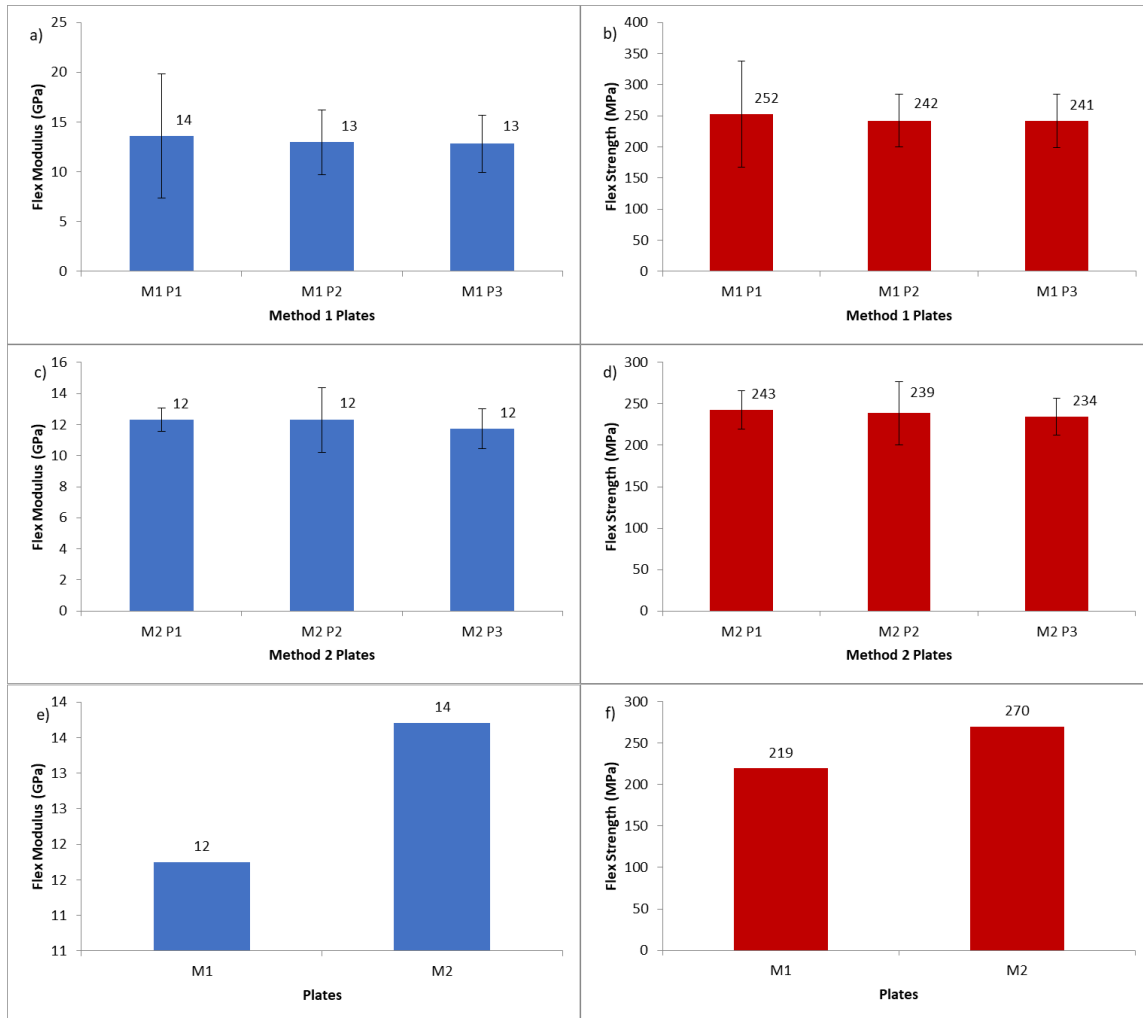 a)
Flex Modulus (GPa)
25
20
15
10
5
0
14
13
13
M1 P1 M1 P2 M1 P3
Method 1 Plates
b)
Flex Strength (MPa)
400
350
300
250
200
150
100
50
0
252
242
241
M1 P1 M1 P2 M1 P3
Method 1 Plates
c)
Flex Modulus (GPa)
16
14
12
10
8
6
4
2
0
12
12
12
M2 P1 M2 P2 M2 P3
Method 2 Plates
d)
Flex Strength (MPa)
300
250
200
150
100
50
0
243
239
234
M2 P1 M2 P2 M2 P3
Method 2 Plates
e)
Flex Modulus (GPa)
14
14
13
13
12
12
11
11
12
14
M1 M2
Plates
f)
Flex Strength (MPa)
300
250
200
150
100
50
0
219
270
M1 M2
Plates